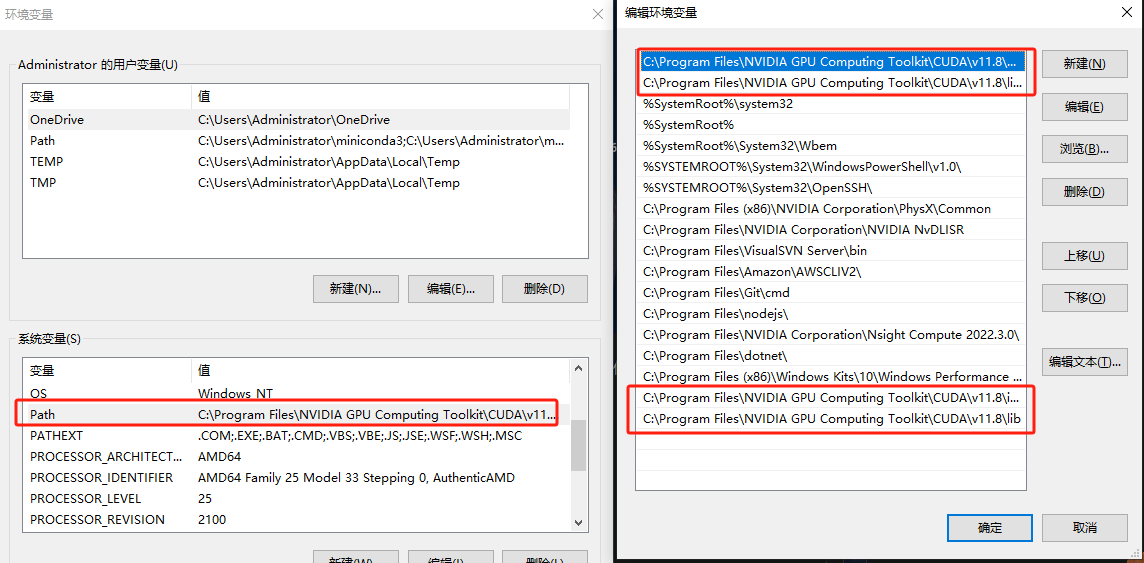 环境变量
Administrator 的用户变量(U)
变量 值
OneDrive C:\Users\Administrator\OneDrive
Path C:\Users\Administrator\miniconda3;C:\Users\Administrator\m...
TEMP C:\Users\Administrator\AppData\Local\Temp
TMP C:\Users\Administrator\AppData\Local\Temp
新建(N)... 编辑(E)... 删除(D)
系统变量(S)
变量 值
OS Windows_NT
Path C:\Program Files\NVIDIA GPU Computing Toolkit\CUDA\v11...
PATHEXT .COM;.EXE;.BAT;.CMD;.VBS;.VBE;.JS;.JSE;.WSF;.WSH;.MSC
PROCESSOR_ARCHITECT... AMD64
PROCESSOR_IDENTIFIER AMD64 Family 25 Model 33 Stepping 0, AuthenticAMD
PROCESSOR_LEVEL 25
PROCESSOR_REVISION 2100
新建(W)... 编辑(I)... 删除(L)
编辑环境变量
C:\Program Files\NVIDIA GPU Computing Toolkit\CUDA\v11.8\...
C:\Program Files\NVIDIA GPU Computing Toolkit\CUDA\v11.8\li...
%SystemRoot%\system32
%SystemRoot%
%SystemRoot%\System32\Wbem
%SYSTEMROOT%\System32\WindowsPowerShell\v1.0\
%SYSTEMROOT%\System32\OpenSSH\
C:\Program Files (x86)\NVIDIA Corporation\PhysX\Common
C:\Program Files\NVIDIA Corporation\NVIDIA NvDLISR
C:\Program Files\VisualSVN Server\bin
C:\Program Files\Amazon\AWSCLIV2\
C:\Program Files\Git\cmd
C:\Program Files\nodejs\
C:\Program Files\NVIDIA Corporation\Nsight Compute 2022.3.0\
C:\Program Files\dotnet\
C:\Program Files (x86)\Windows Kits\10\Windows Performance ...
C:\Program Files\NVIDIA GPU Computing Toolkit\CUDA\v11.8\i...
C:\Program Files\NVIDIA GPU Computing Toolkit\CUDA\v11.8\lib
新建(N)
编辑(E)
浏览(B)...
删除(D)
上移(U)
下移(O)
编辑文本(T)...
确定 取消